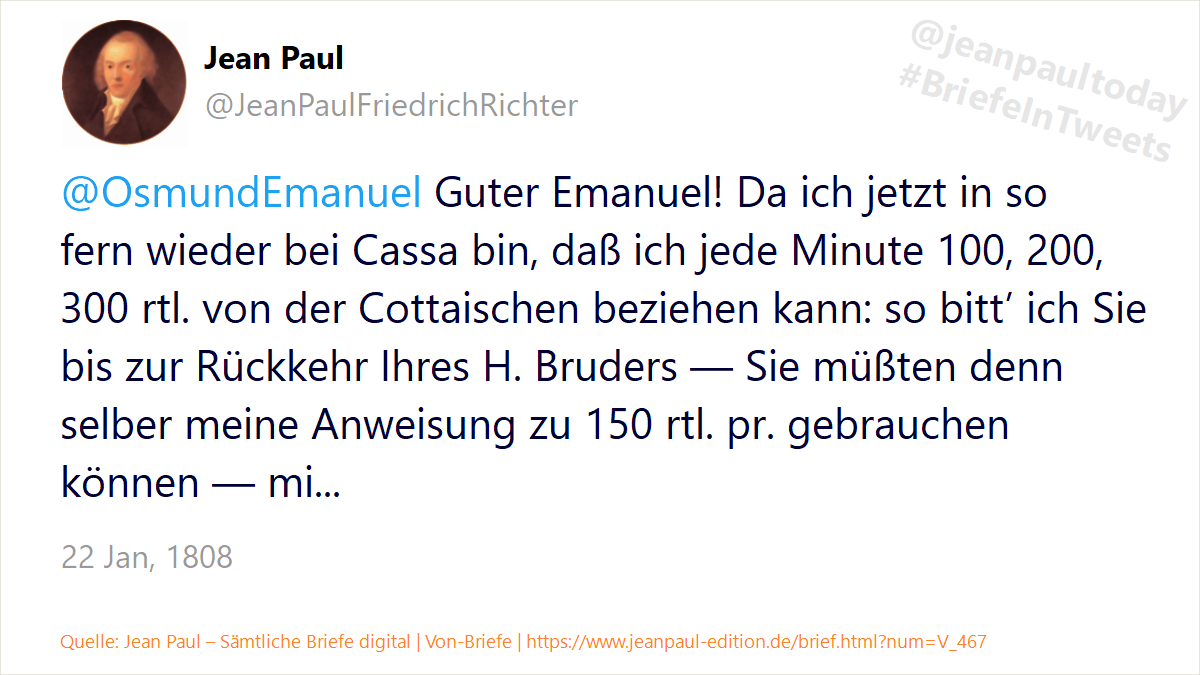 Jean Paul
@JeanPaulFriedrichRichter
@jeanpaultoday
#BriefeInTweets
@OsmundEmanuel Guter Emanuel! Da ich jetzt in so
fern wieder bei Cassa bin, daß ich jede Minute 100, 200,
300 rtl. von der Cottaischen beziehen kann: so bitt’ ich Sie
bis zur Rückkehr Ihres H. Bruders — Sie müßten denn
selber meine Anweisung zu 150 rtl. pr. gebrauchen
können — mi...
22 Jan, 1808
Quelle: Jean Paul – Sämtliche Briefe digital | Von-Briefe | https://www.jeanpaul-edition.de/brief.html?num=V_467